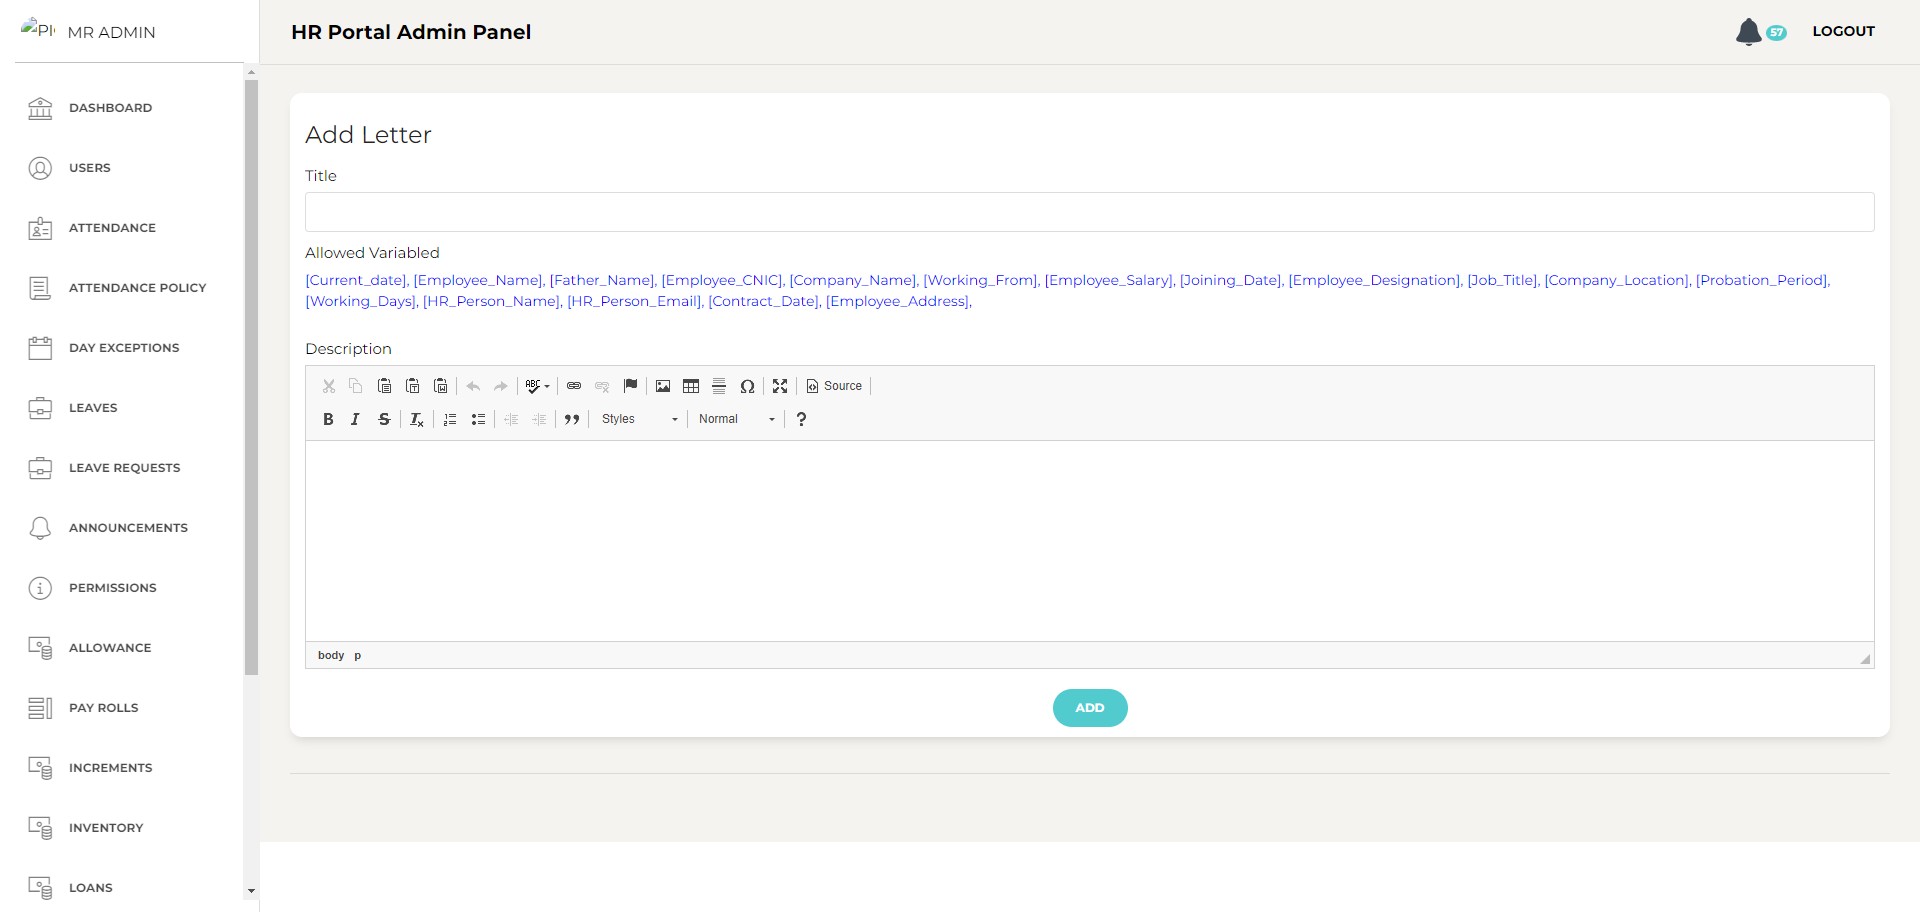 MR ADMIN
HR Portal Admin Panel
57
LOGOUT
DASHBOARD
USERS
ATTENDANCE
ATTENDANCE POLICY
DAY EXCEPTIONS
LEAVES
LEAVE REQUESTS
ANNOUNCEMENTS
PERMISSIONS
ALLOWANCE
PAY ROLLS
INCREMENTS
INVENTORY
LOANS
Add Letter
Title
Allowed Variabled
[Current_date], [Employee_Name], [Father_Name], [Employee_CNIC], [Company_Name], [Working_From], [Employee_Salary], [Joining_Date], [Employee_Designation], [Job_Title], [Company_Location], [Probation_Period],
[Working_Days], [HR_Person_Name], [HR_Person_Email], [Contract_Date], [Employee_Address],
Description
Source
Styles Normal
body p
ADD